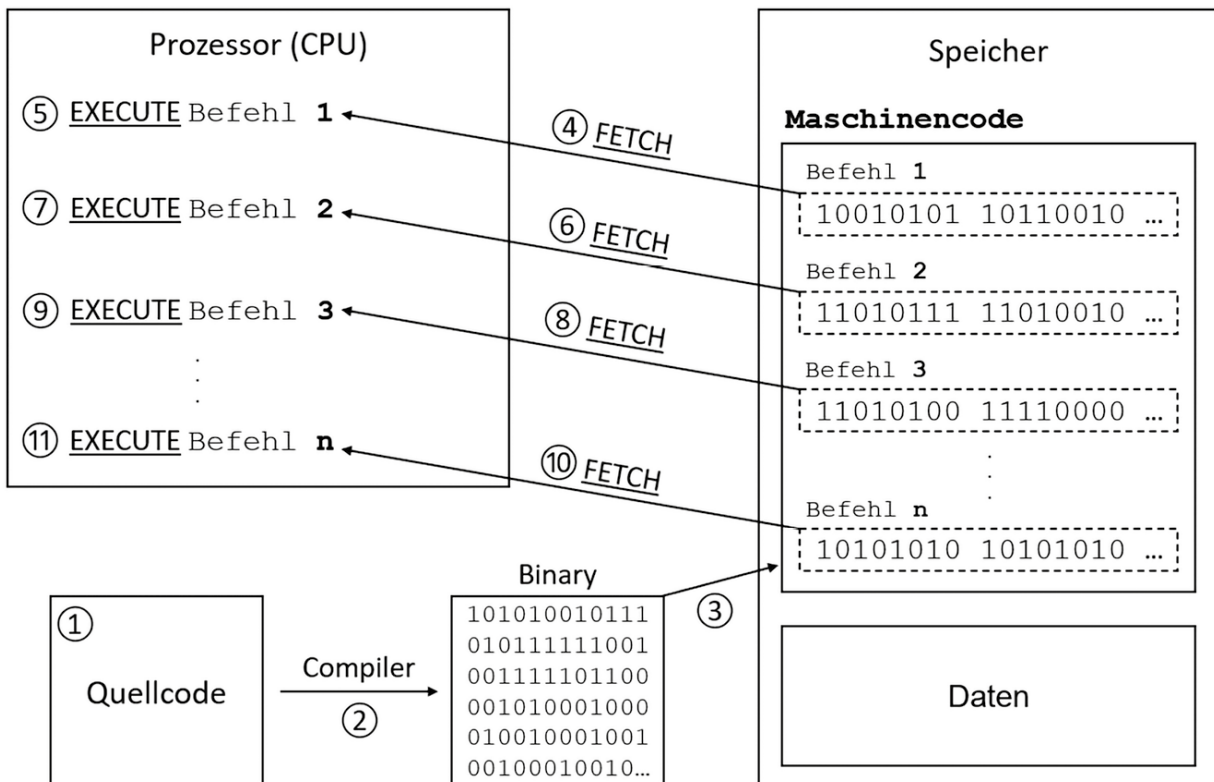 Prozessor (CPU)
⑤ EXECUTE Befehl 1
⑦ EXECUTE Befehl 2
⑨ EXECUTE Befehl 3
.
.
.
⑪ EXECUTE Befehl n
④ FETCH
⑥ FETCH
⑧ FETCH
⑩ FETCH
Speicher
Maschinencode
Befehl 1
10010101 10110010 …
Befehl 2
11010111 11010010 …
Befehl 3
11010100 11110000 …
.
.
.
Befehl n
10101010 10101010 …
①
Quellcode
Compiler
②
Binary
101010010111
010111111001
001111101100
001010001000
010010001001
00100010010…
③
Daten